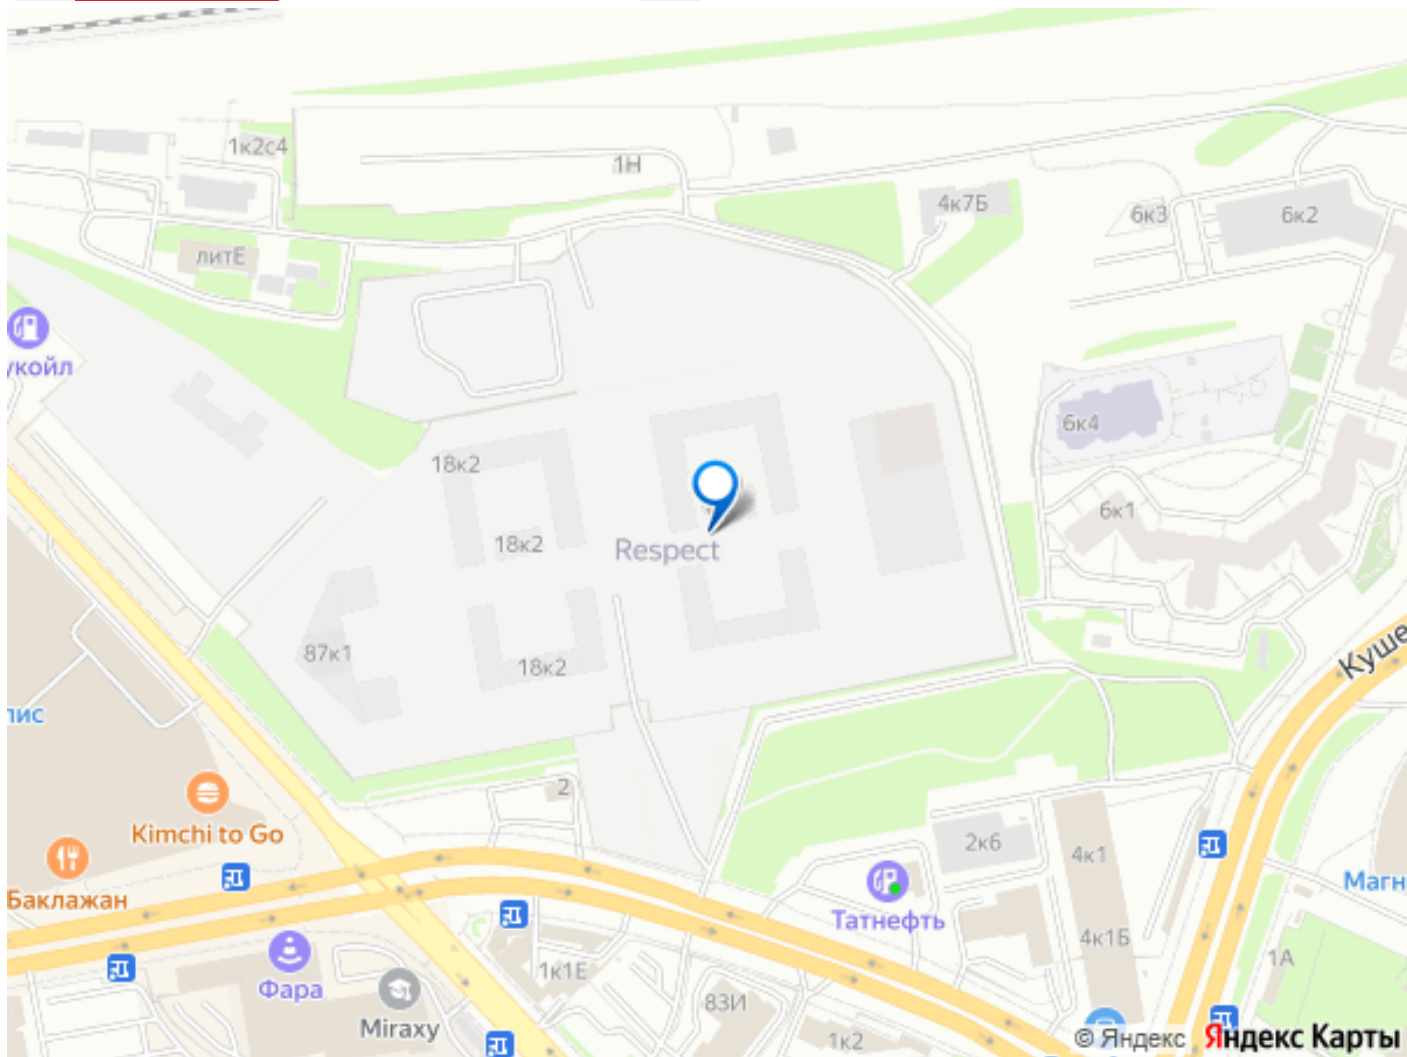 1к2с4
1Н
4к7Б
6к3
6к2
литЕ
укойл
6к4
18к2
6к1
18к2
Respect
87к1
18к2
Куше
лис
2
Kimchi to Go
2к6
4к1
Баклажан
Магн
Татнефть
4к1Б
1к1Е
1А
Фара
83И
Miraxy
1к2
© Яндекс Яндекс Карты